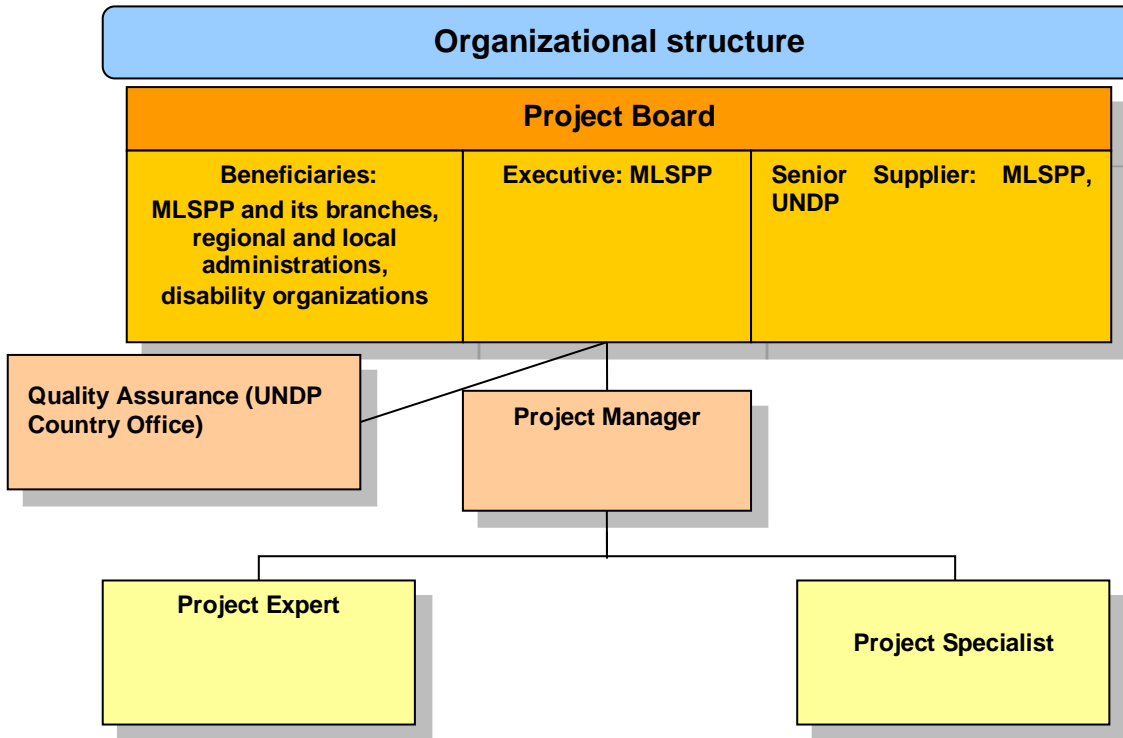 Organizational structure
Project Board
Beneficiaries:
MLSPP and its branches,
regional and local
administrations,
disability organizations
Executive: MLSPP
Senior Supplier: MLSPP,
UNDP
Quality Assurance (UNDP
Country Office)
Project Manager
Project Expert
Project Specialist